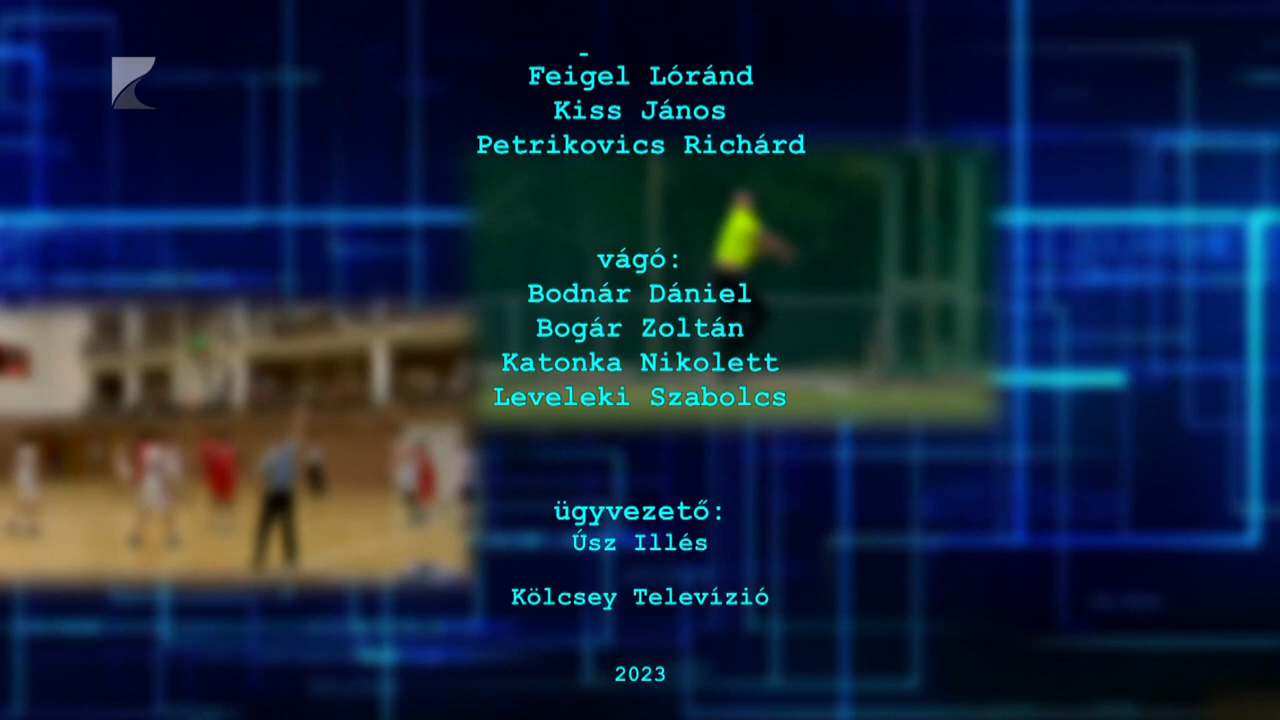 Feigel Lóránd
Kiss János
Petrikovics Richárd
vágó:
Bodnár Dániel
Bogár Zoltán
Katonka Nikolett
Leveleki Szabolcs
ügyvezető:
Úsz Illés
Kölcsey Televízió
2023